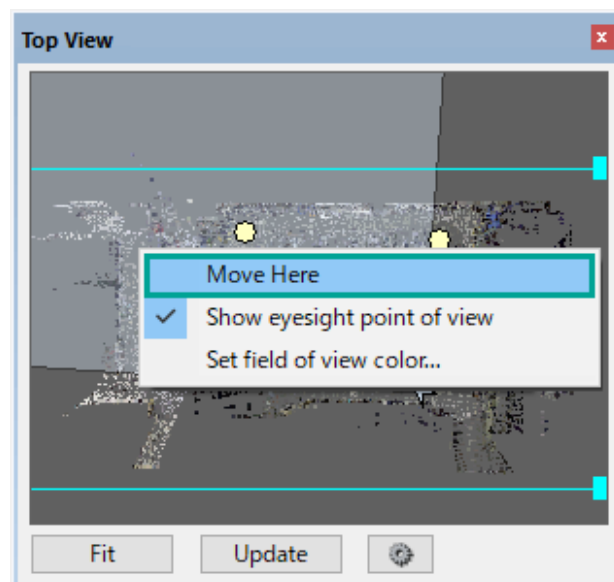 Top View
Move Here
Show eyesight point of view
Set field of view color...
Fit
Update